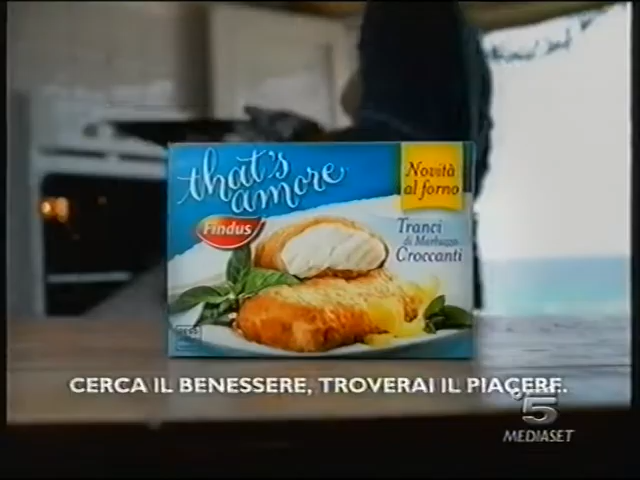 that's
amore
Findus
Novità
al forno
Tranci
di Merluzzo
Croccanti
CERCA IL BENESSERE, TROVERAI IL PIACERE.
5
MEDIASET